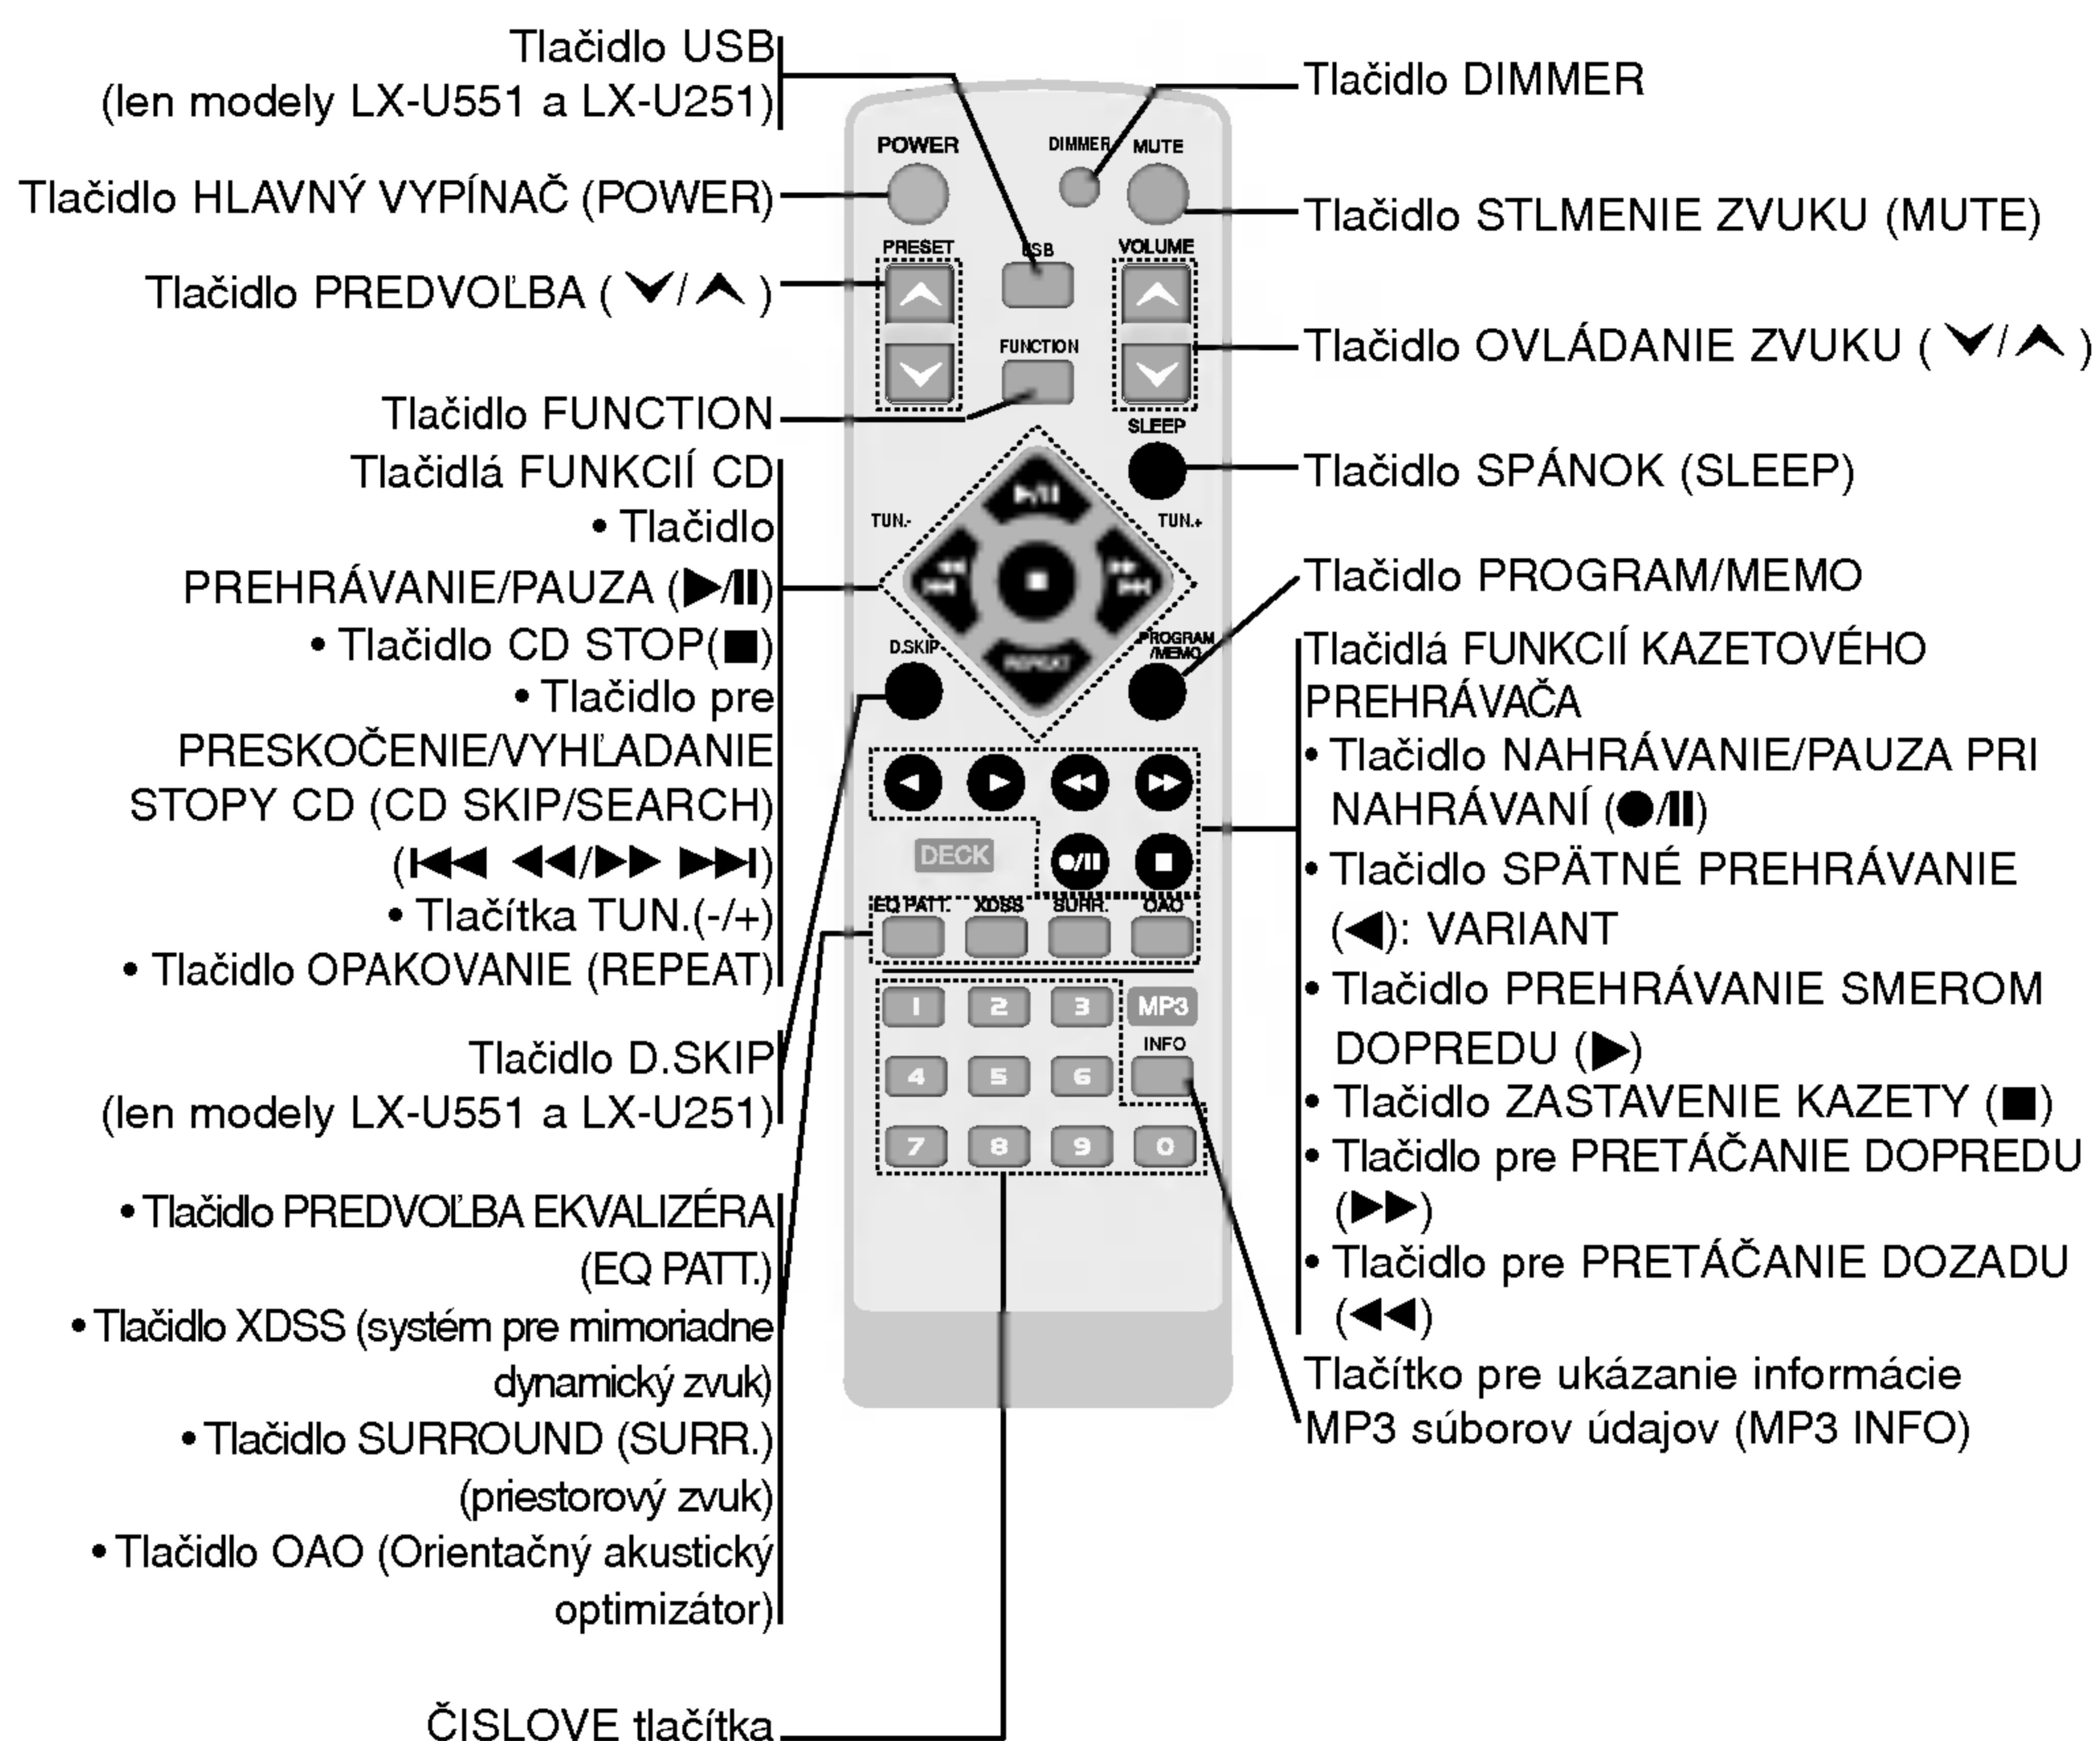 Tlačidlo USB
(len modely LX-U551 a LX-U251)
Tlačidlo HLAVNÝ VYPÍNAČ (POWER)
Tlačidlo PREDVOĽBA ( ⮟/⮝ )
Tlačidlo FUNCTION
Tlačidlá FUNKCIÍ CD
• Tlačidlo
PREHRÁVANIE/PAUZA (▶/II)
• Tlačidlo CD STOP(■)
• Tlačidlo pre
PRESKOČENIE/VYHĽADANIE
STOPY CD (CD SKIP/SEARCH)
(I◀◀ ◀◀/▶▶ ▶▶I)
• Tlačítka TUN.(-/+)
• Tlačidlo OPAKOVANIE (REPEAT)
Tlačidlo D.SKIP
(len modely LX-U551 a LX-U251)
• Tlačidlo PREDVOĽBA EKVALIZÉRA
(EQ PATT.)
• Tlačidlo XDSS (systém pre mimoriadne
dynamický zvuk)
• Tlačidlo SURROUND (SURR.)
(priestorový zvuk)
• Tlačidlo OAO (Orientačný akustický
optimizátor)
ČISLOVE tlačítka
POWER
DIMMER
MUTE
PRESET
USB
VOLUME
FUNCTION
SLEEP
▶/II
TUN.-
TUN.+
◀◀
I◀◀
■
▶▶
▶▶I
D.SKIP
REPEAT
PROGRAM
/MEMO
◀ ▶ ◀◀ ▶▶
DECK
●/II
■
EQ PATT.
XDSS
SURR.
OAO
1 2 3
MP3
INFO
4 5 6
7 8 9 0
Tlačidlo DIMMER
Tlačidlo STLMENIE ZVUKU (MUTE)
Tlačidlo OVLÁDANIE ZVUKU ( ⮟/⮝ )
Tlačidlo SPÁNOK (SLEEP)
Tlačidlo PROGRAM/MEMO
Tlačidlá FUNKCIÍ KAZETOVÉHO
PREHRÁVAČA
• Tlačidlo NAHRÁVANIE/PAUZA PRI
NAHRÁVANÍ (●/II)
• Tlačidlo SPÄTNÉ PREHRÁVANIE
(◀): VARIANT
• Tlačidlo PREHRÁVANIE SMEROM
DOPREDU (▶)
• Tlačidlo ZASTAVENIE KAZETY (■)
• Tlačidlo pre PRETÁČANIE DOPREDU
(▶▶)
• Tlačidlo pre PRETÁČANIE DOZADU
(◀◀)
Tlačítko pre ukázanie informácie
MP3 súborov údajov (MP3 INFO)